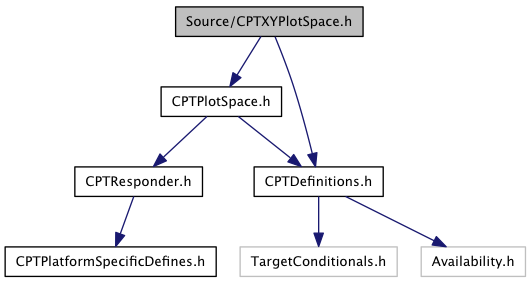 Source/CPTXYPlotSpace.h
CPTPlotSpace.h
CPTResponder.h
CPTDefinitions.h
CPTPlatformSpecificDefines.h
TargetConditionals.h
Availability.h